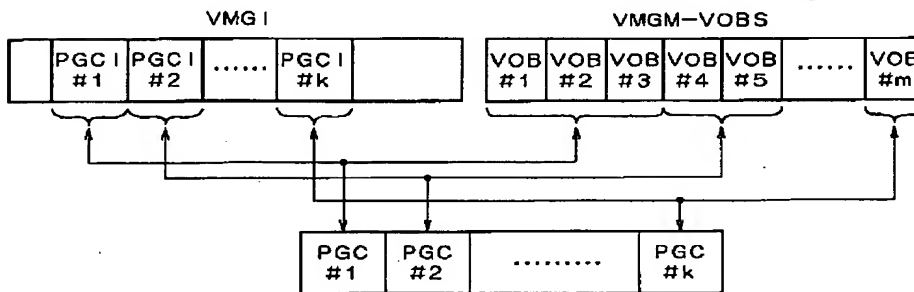 VMGI VMGM-VOBS
PGCI PGCI PGCI VOB VOB VOB VOB VOB VOB
#1 #2 ...... #k #1 #2 #3 #4 #5 ...... #m
PGC PGC PGC
#1 #2 ......... #k